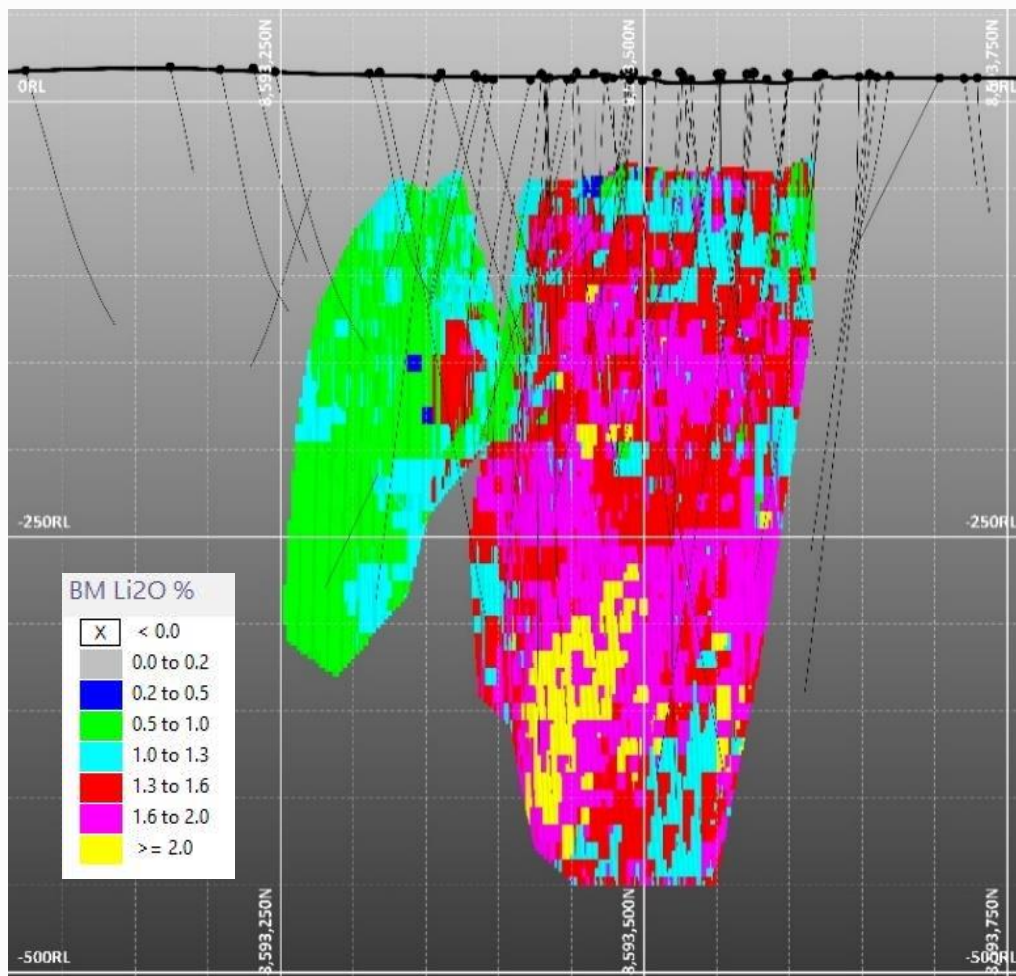 8,593,250N
8,593,500N
8,593,750N
0RL
0RL
-250RL
-250RL
BM Li2O %
X < 0.0
0.0 to 0.2
0.2 to 0.5
0.5 to 1.0
1.0 to 1.3
1.3 to 1.6
1.6 to 2.0
>= 2.0
8,593,250N
8,593,500N
8,593,750N
-500RL
-500RL